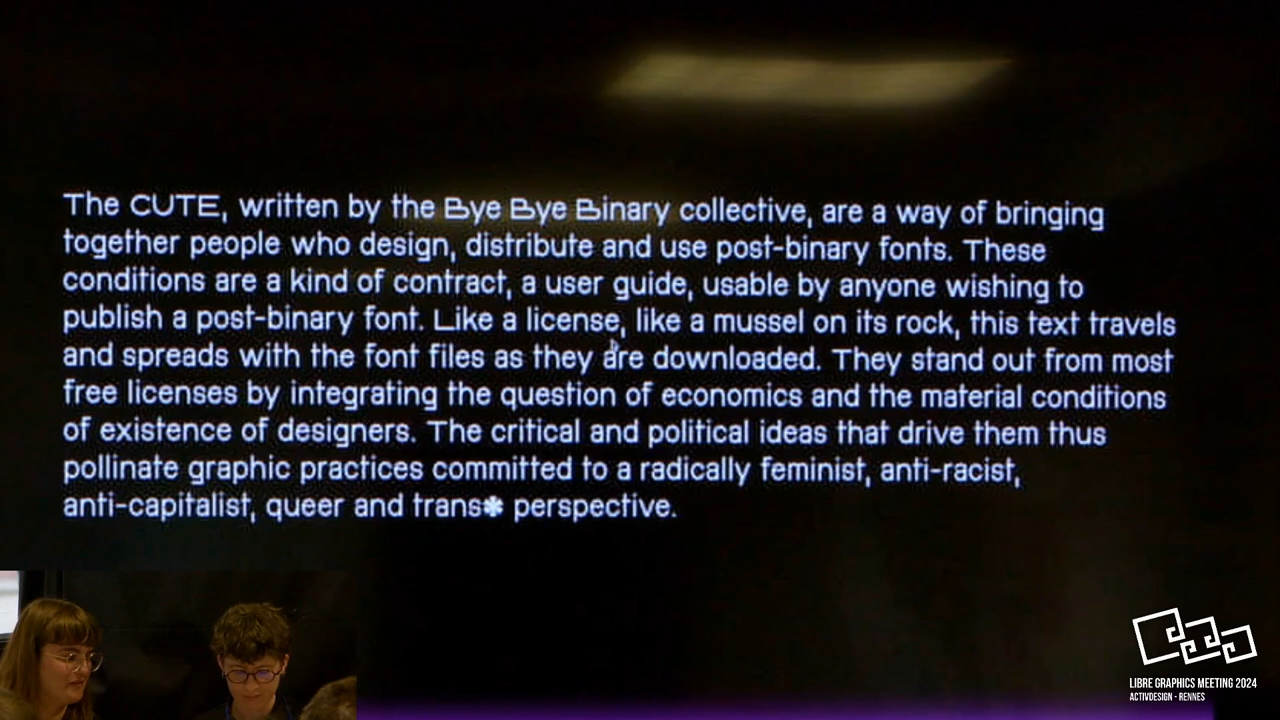 The CUTE, written by the Bye Bye Binary collective, are a way of bringing
together people who design, distribute and use post-binary fonts. These
conditions are a kind of contract, a user guide, usable by anyone wishing to
publish a post-binary font. Like a license, like a mussel on its rock, this text travels
and spreads with the font files as they are downloaded. They stand out from most
free licenses by integrating the question of economics and the material conditions
of existence of designers. The critical and political ideas that drive them thus
pollinate graphic practices committed to a radically feminist, anti-racist,
anti-capitalist, queer and trans✱ perspective.
LIBRE GRAPHICS MEETING 2024
ACTIVDESIGN - RENNES